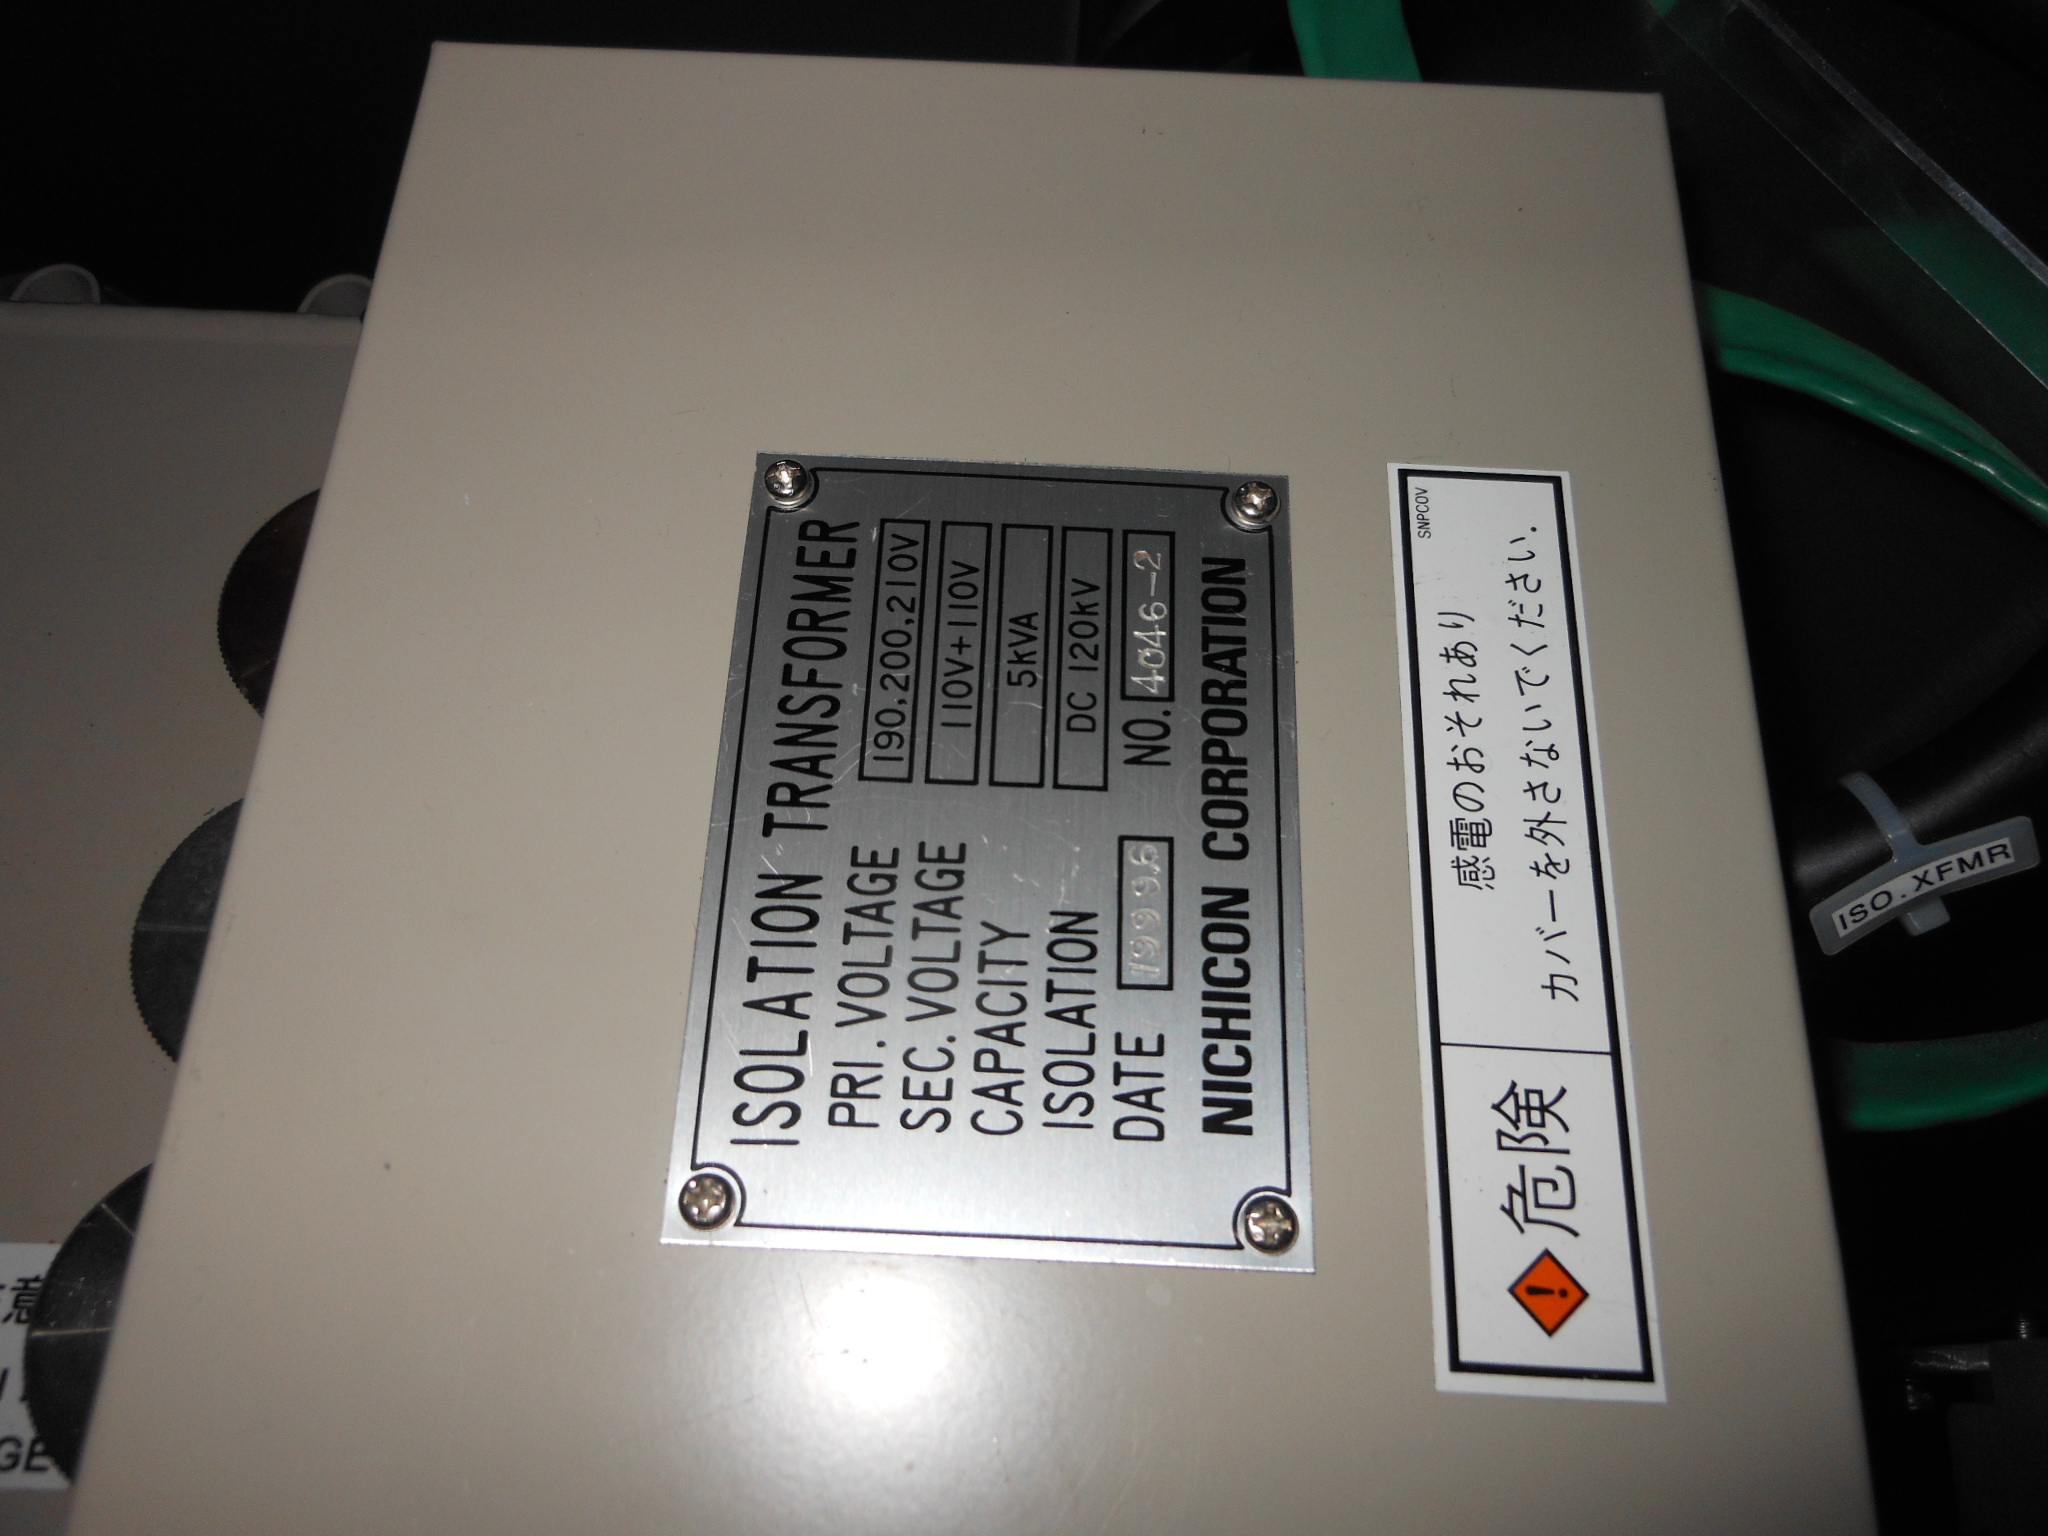 ISOLATION TRANSFORMER
PRI. VOLTAGE 190,200,210V
SEC. VOLTAGE 110V+110V
CAPACITY 5kVA
ISOLATION DC 120kV
DATE 1999.6 NO. 4046-2
NICHICON CORPORATION
SNPCOV
危険
感電のおそれあり
カバーを外さないでください.
ISO.XFMR
GE